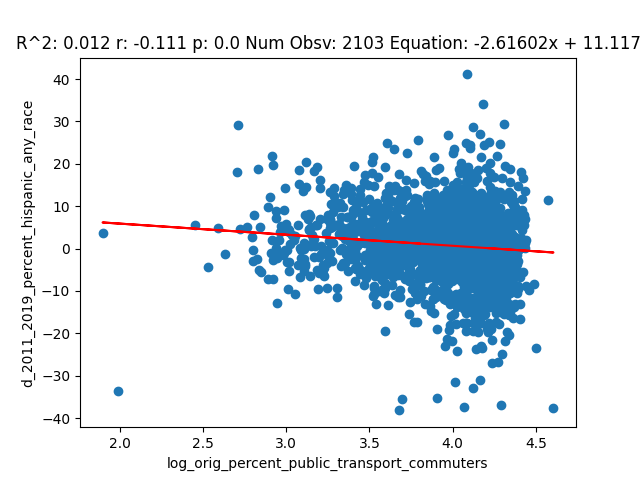 R^2: 0.012 r: -0.111 p: 0.0 Num Obsv: 2103 Equation: -2.61602x + 11.117
d_2011_2019_percent_hispanic_any_race
40
30
20
10
0
−10
−20
−30
−40
2.0 2.5 3.0 3.5 4.0 4.5
log_orig_percent_public_transport_commuters